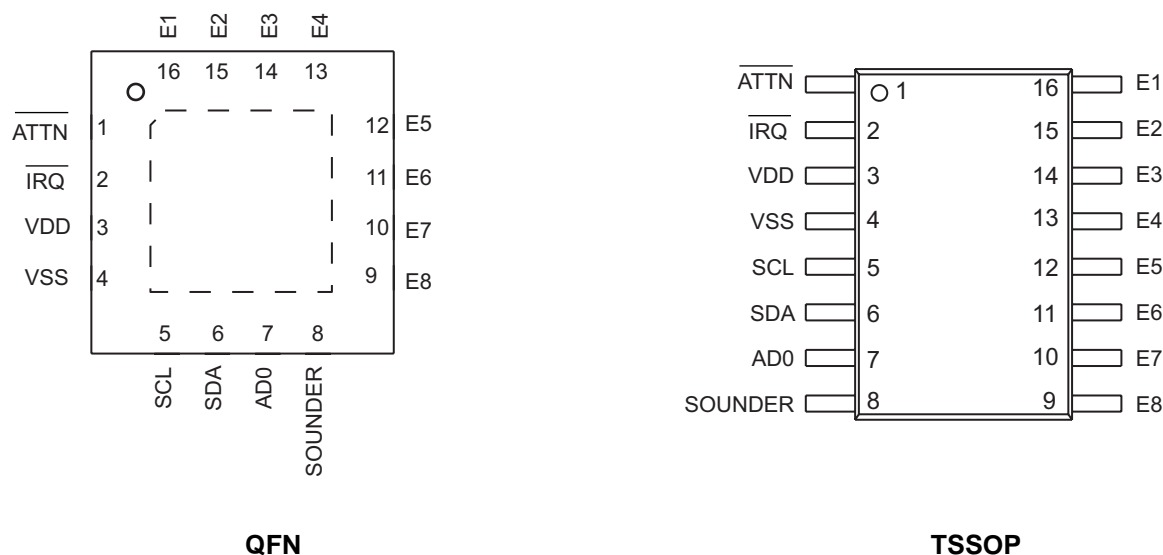 E1 E2 E3 E4
16 15 14 13
ATTN 1 12 E5
IRQ 2 11 E6
VDD 3 10 E7
VSS 4 9 E8
5 6 7 8
SCL SDA AD0 SOUNDER
QFN
ATTN 1 16 E1
IRQ 2 15 E2
VDD 3 14 E3
VSS 4 13 E4
SCL 5 12 E5
SDA 6 11 E6
AD0 7 10 E7
SOUNDER 8 9 E8
TSSOP